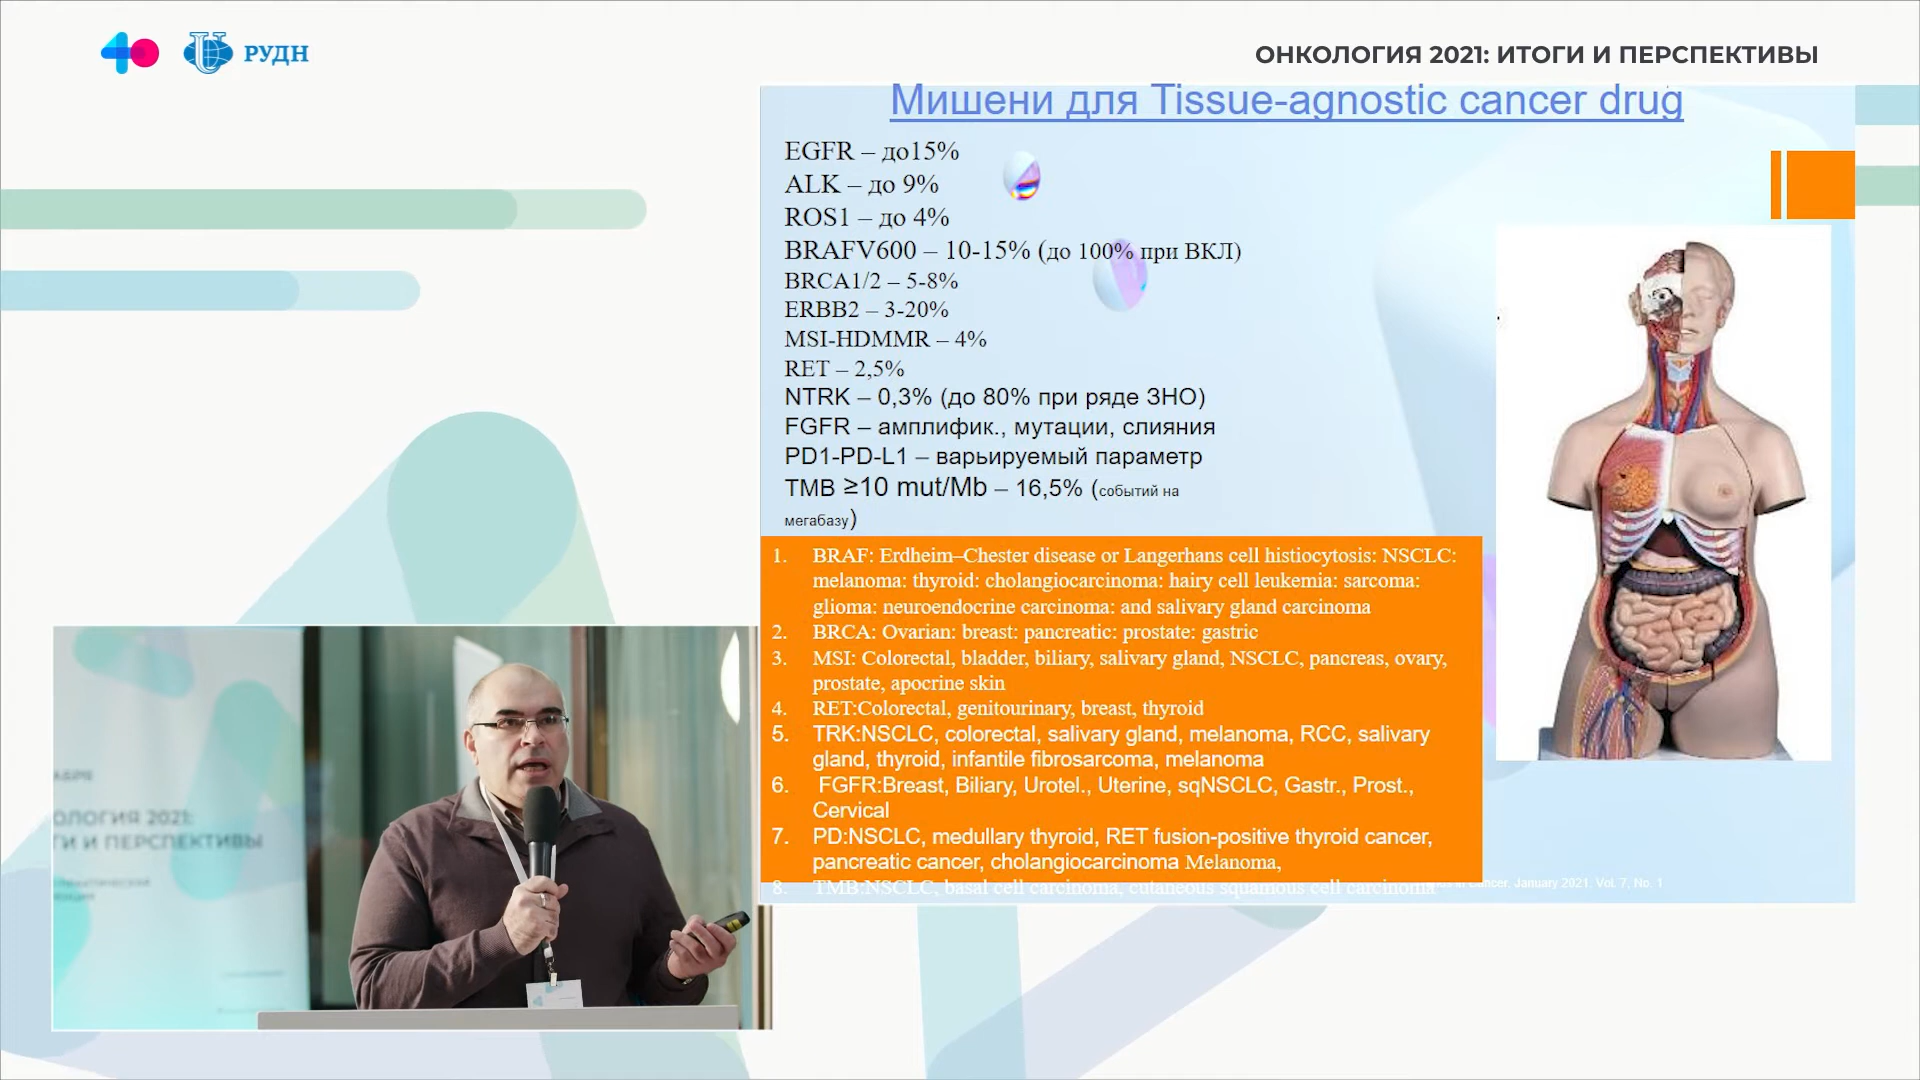 РУДН
ОНКОЛОГИЯ 2021: ИТОГИ И ПЕРСПЕКТИВЫ
Мишени для Tissue-agnostic cancer drug
EGFR – до15%
ALK – до 9%
ROS1 – до 4%
BRAFV600 – 10-15% (до 100% при ВКЛ)
BRCA1/2 – 5-8%
ERBB2 – 3-20%
MSI-HDMMR – 4%
RET – 2,5%
NTRK – 0,3% (до 80% при ряде ЗНО)
FGFR – амплифик., мутации, слияния
PD1-PD-L1 – варьируемый параметр
TMB ≥10 mut/Mb – 16,5% (событий на
мегабазу)
1. BRAF: Erdheim–Chester disease or Langerhans cell histiocytosis: NSCLC:
melanoma: thyroid: cholangiocarcinoma: hairy cell leukemia: sarcoma:
glioma: neuroendocrine carcinoma: and salivary gland carcinoma
2. BRCA: Ovarian: breast: pancreatic: prostate: gastric
3. MSI: Colorectal, bladder, biliary, salivary gland, NSCLC, pancreas, ovary,
prostate, apocrine skin
4. RET:Colorectal, genitourinary, breast, thyroid
5. TRK:NSCLC, colorectal, salivary gland, melanoma, RCC, salivary
gland, thyroid, infantile fibrosarcoma, melanoma
6. FGFR:Breast, Biliary, Urotel., Uterine, sqNSCLC, Gastr., Prost.,
Cervical
7. PD:NSCLC, medullary thyroid, RET fusion-positive thyroid cancer,
pancreatic cancer, cholangiocarcinoma Melanoma,
8. TMB:NSCLC, basal cell carcinoma, cutaneous squamous cell carcinoma
Cancer, January 2021, Vol. 7, No. 1
ОЛОГИЯ 2021:
ГИ И ПЕРСПЕКТИВЫ